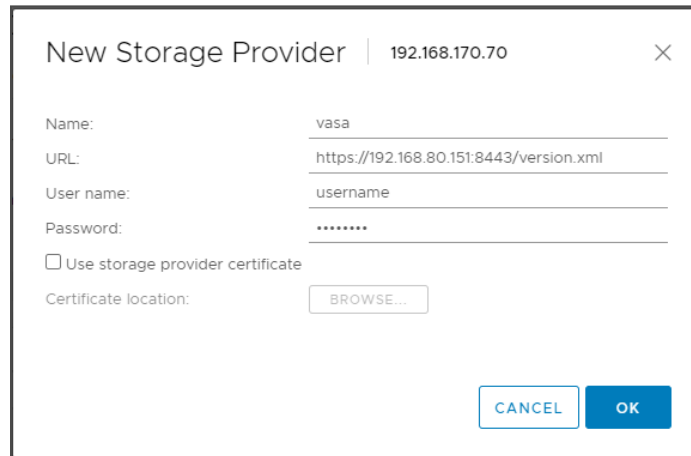 New Storage Provider 192.168.170.70
Name: vasa
URL: https://192.168.80.151:8443/version.xml
User name: username
Password: ••••••••
Use storage provider certificate
Certificate location: BROWSE...
CANCEL OK